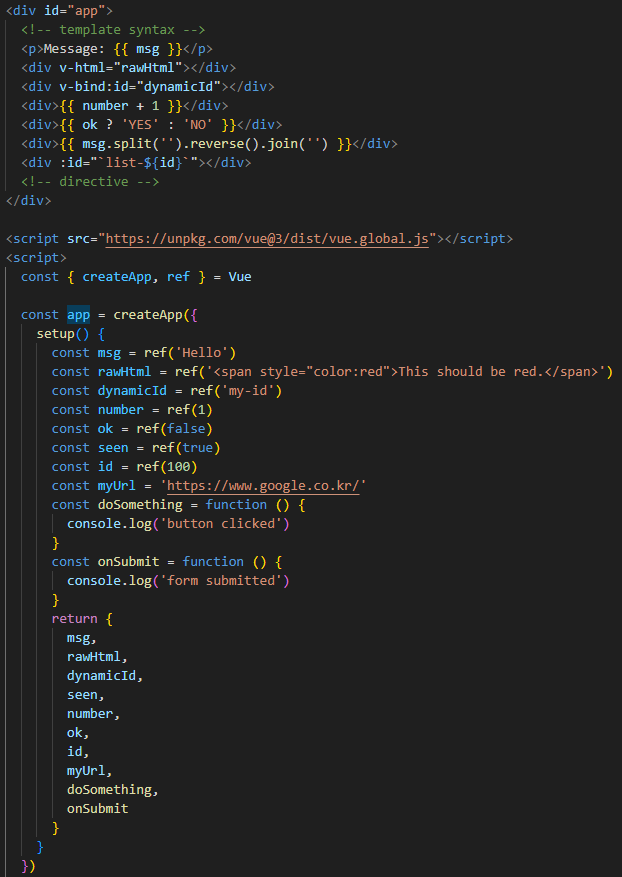 <div id="app">
  <!-- template syntax -->
  <p>Message: {{ msg }}</p>
  <div v-html="rawHtml"></div>
  <div v-bind:id="dynamicId"></div>
  <div>{{ number + 1 }}</div>
  <div>{{ ok ? 'YES' : 'NO' }}</div>
  <div>{{ msg.split('').reverse().join('') }}</div>
  <div :id="`list-${id}`"></div>
  <!-- directive -->
</div>

<script src="https://unpkg.com/vue@3/dist/vue.global.js"></script>
<script>
  const { createApp, ref } = Vue

  const app = createApp({
    setup() {
      const msg = ref('Hello')
      const rawHtml = ref('<span style="color:red">This should be red.</span>')
      const dynamicId = ref('my-id')
      const number = ref(1)
      const ok = ref(false)
      const seen = ref(true)
      const id = ref(100)
      const myUrl = 'https://www.google.co.kr/'
      const doSomething = function () {
        console.log('button clicked')
      }
      const onSubmit = function () {
        console.log('form submitted')
      }
      return {
        msg,
        rawHtml,
        dynamicId,
        seen,
        number,
        ok,
        id,
        myUrl,
        doSomething,
        onSubmit
      }
    }
  })